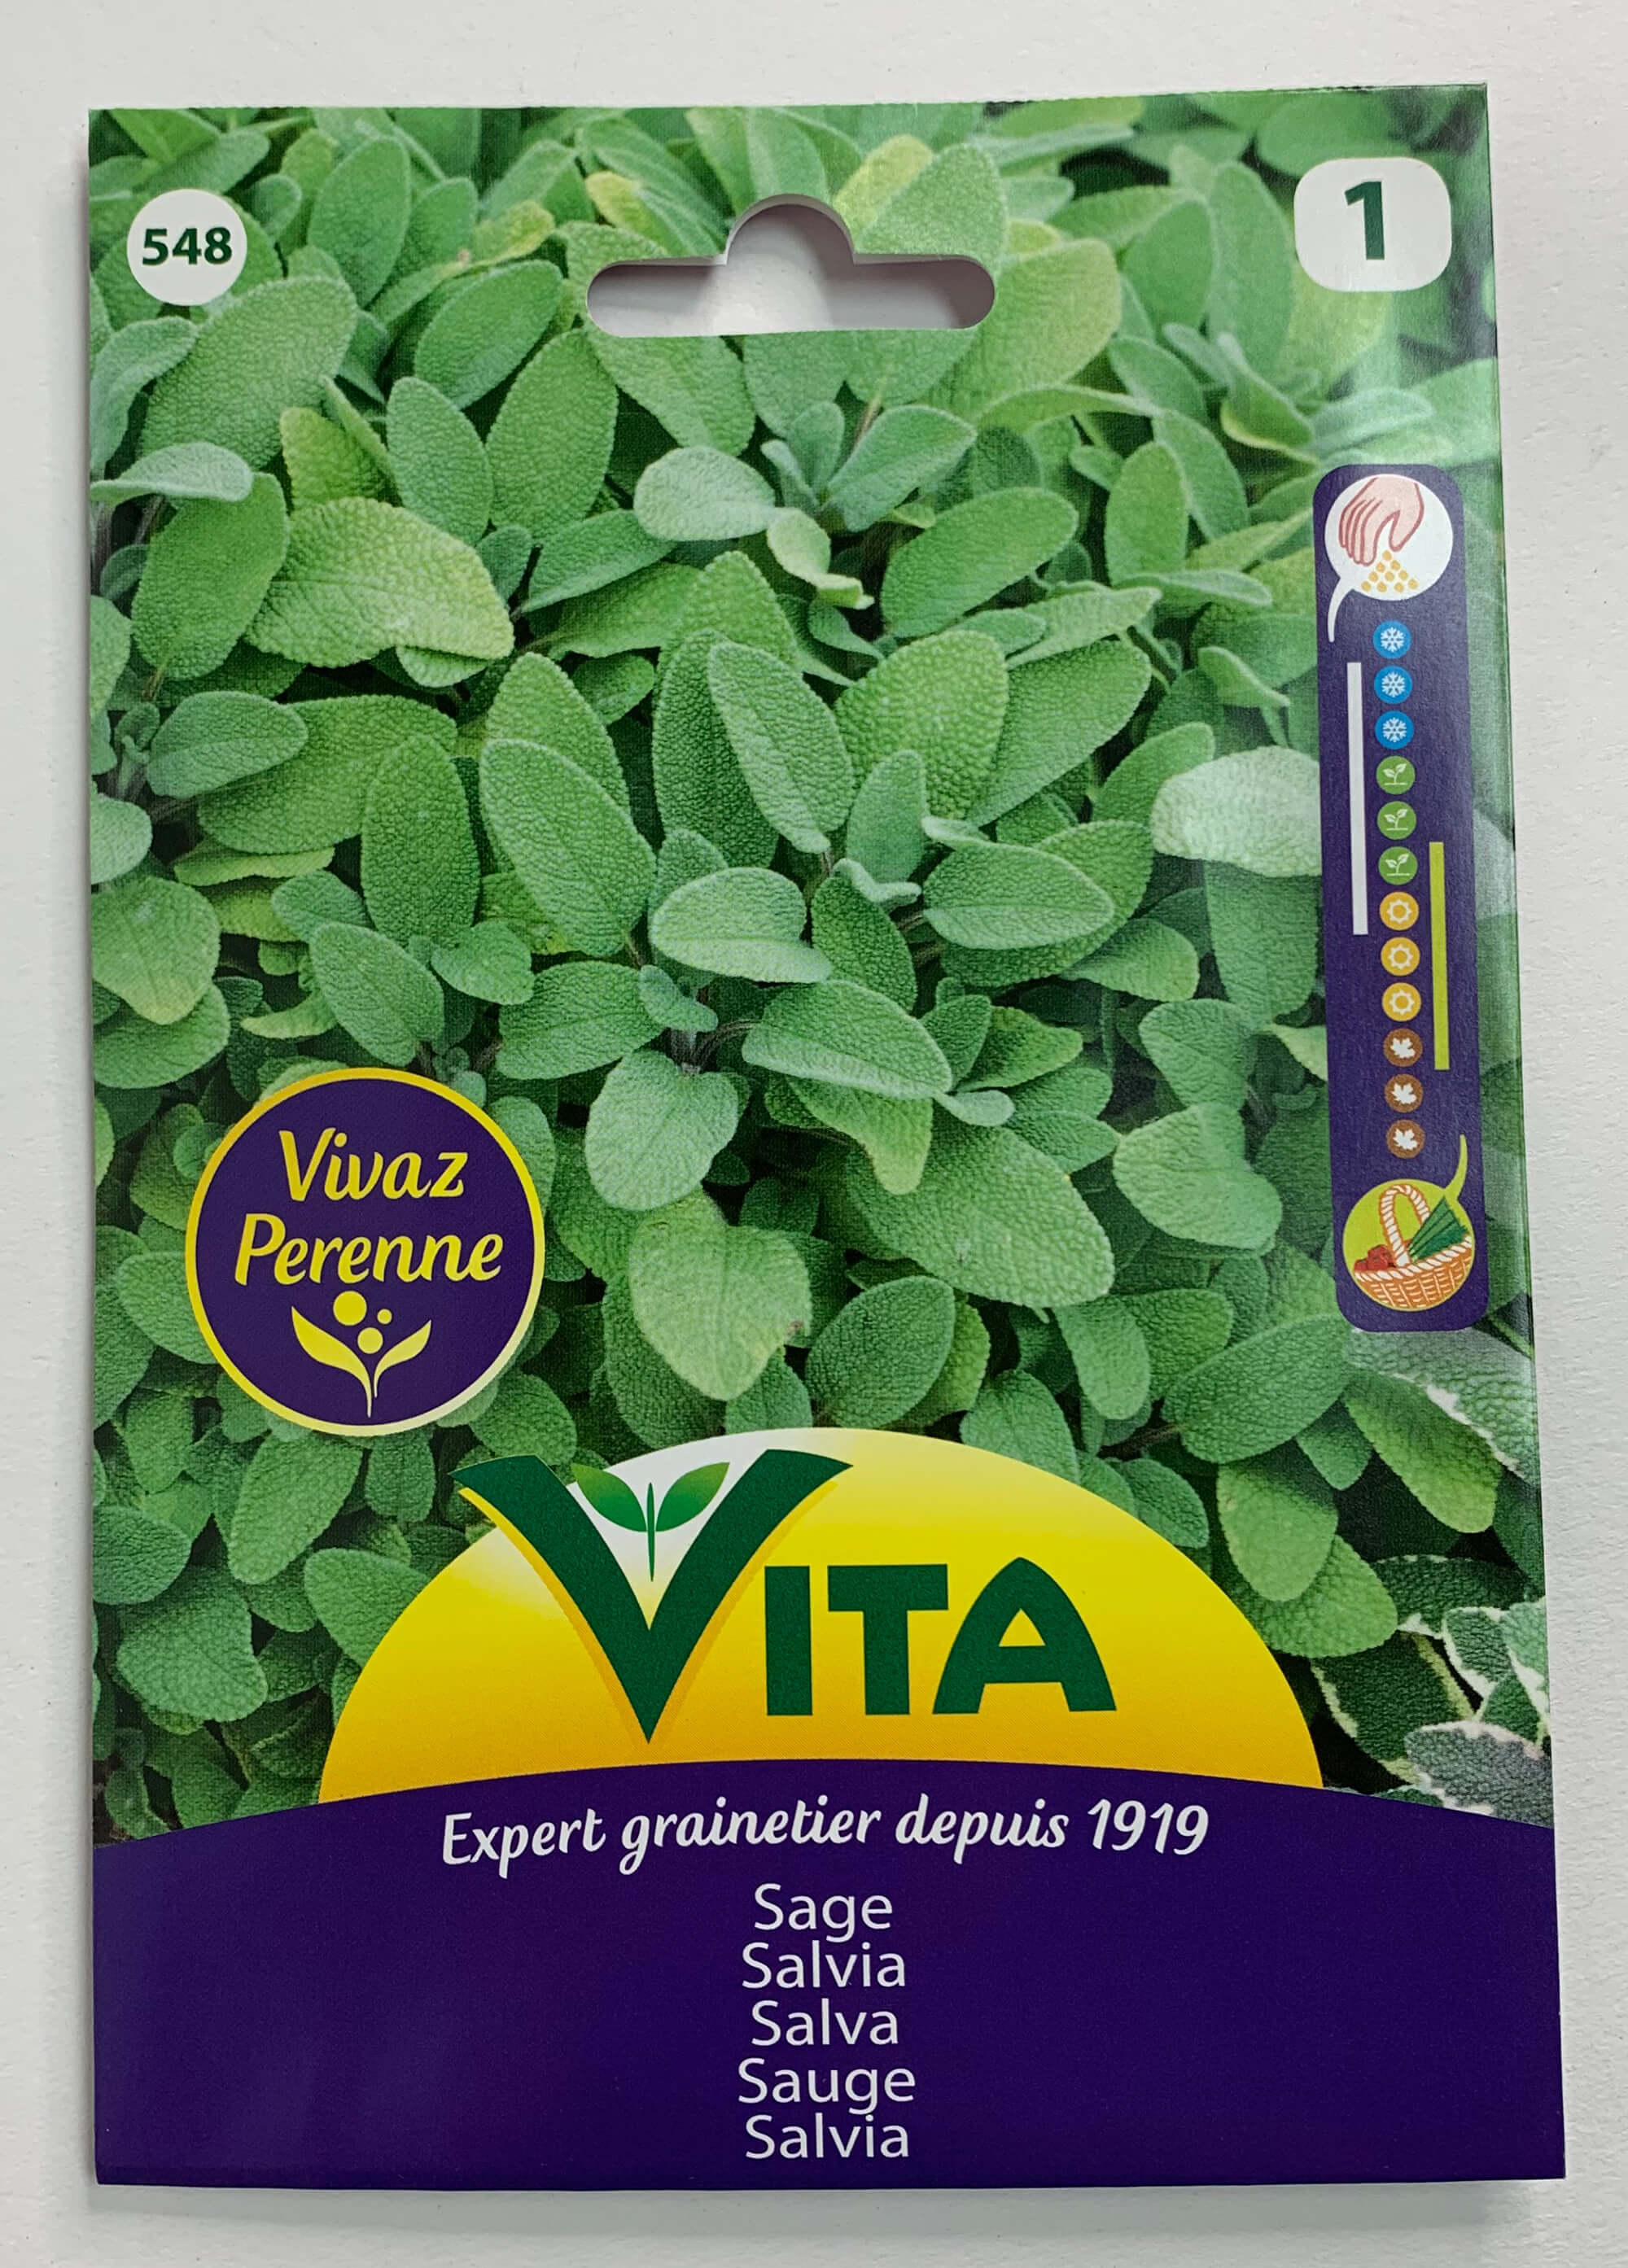 548
1
Vivaz
Perenne
VITA
Expert grainetier depuis 1919
Sage
Salvia
Salva
Sauge
Salvia